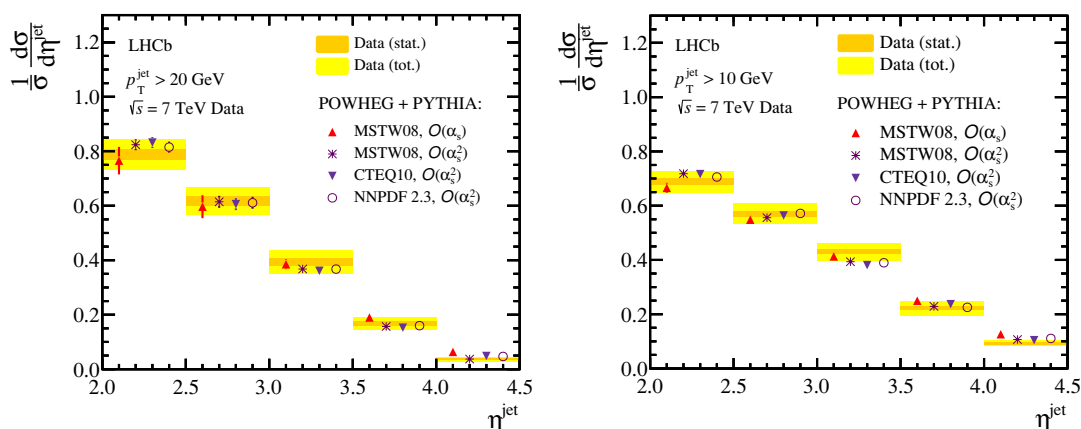 1/σ dσ/dη^jet
LHCb
p_T^jet > 20 GeV
√s = 7 TeV Data
Data (stat.)
Data (tot.)
POWHEG + PYTHIA:
MSTW08, O(α_s)
MSTW08, O(α_s^2)
CTEQ10, O(α_s^2)
NNPDF 2.3, O(α_s^2)
1.2
1.0
0.8
0.6
0.4
0.2
0.0
2.0 2.5 3.0 3.5 4.0 4.5
η^jet
1/σ dσ/dη^jet
LHCb
p_T^jet > 10 GeV
√s = 7 TeV Data
Data (stat.)
Data (tot.)
POWHEG + PYTHIA:
MSTW08, O(α_s)
MSTW08, O(α_s^2)
CTEQ10, O(α_s^2)
NNPDF 2.3, O(α_s^2)
1.2
1.0
0.8
0.6
0.4
0.2
0.0
2.0 2.5 3.0 3.5 4.0 4.5
η^jet